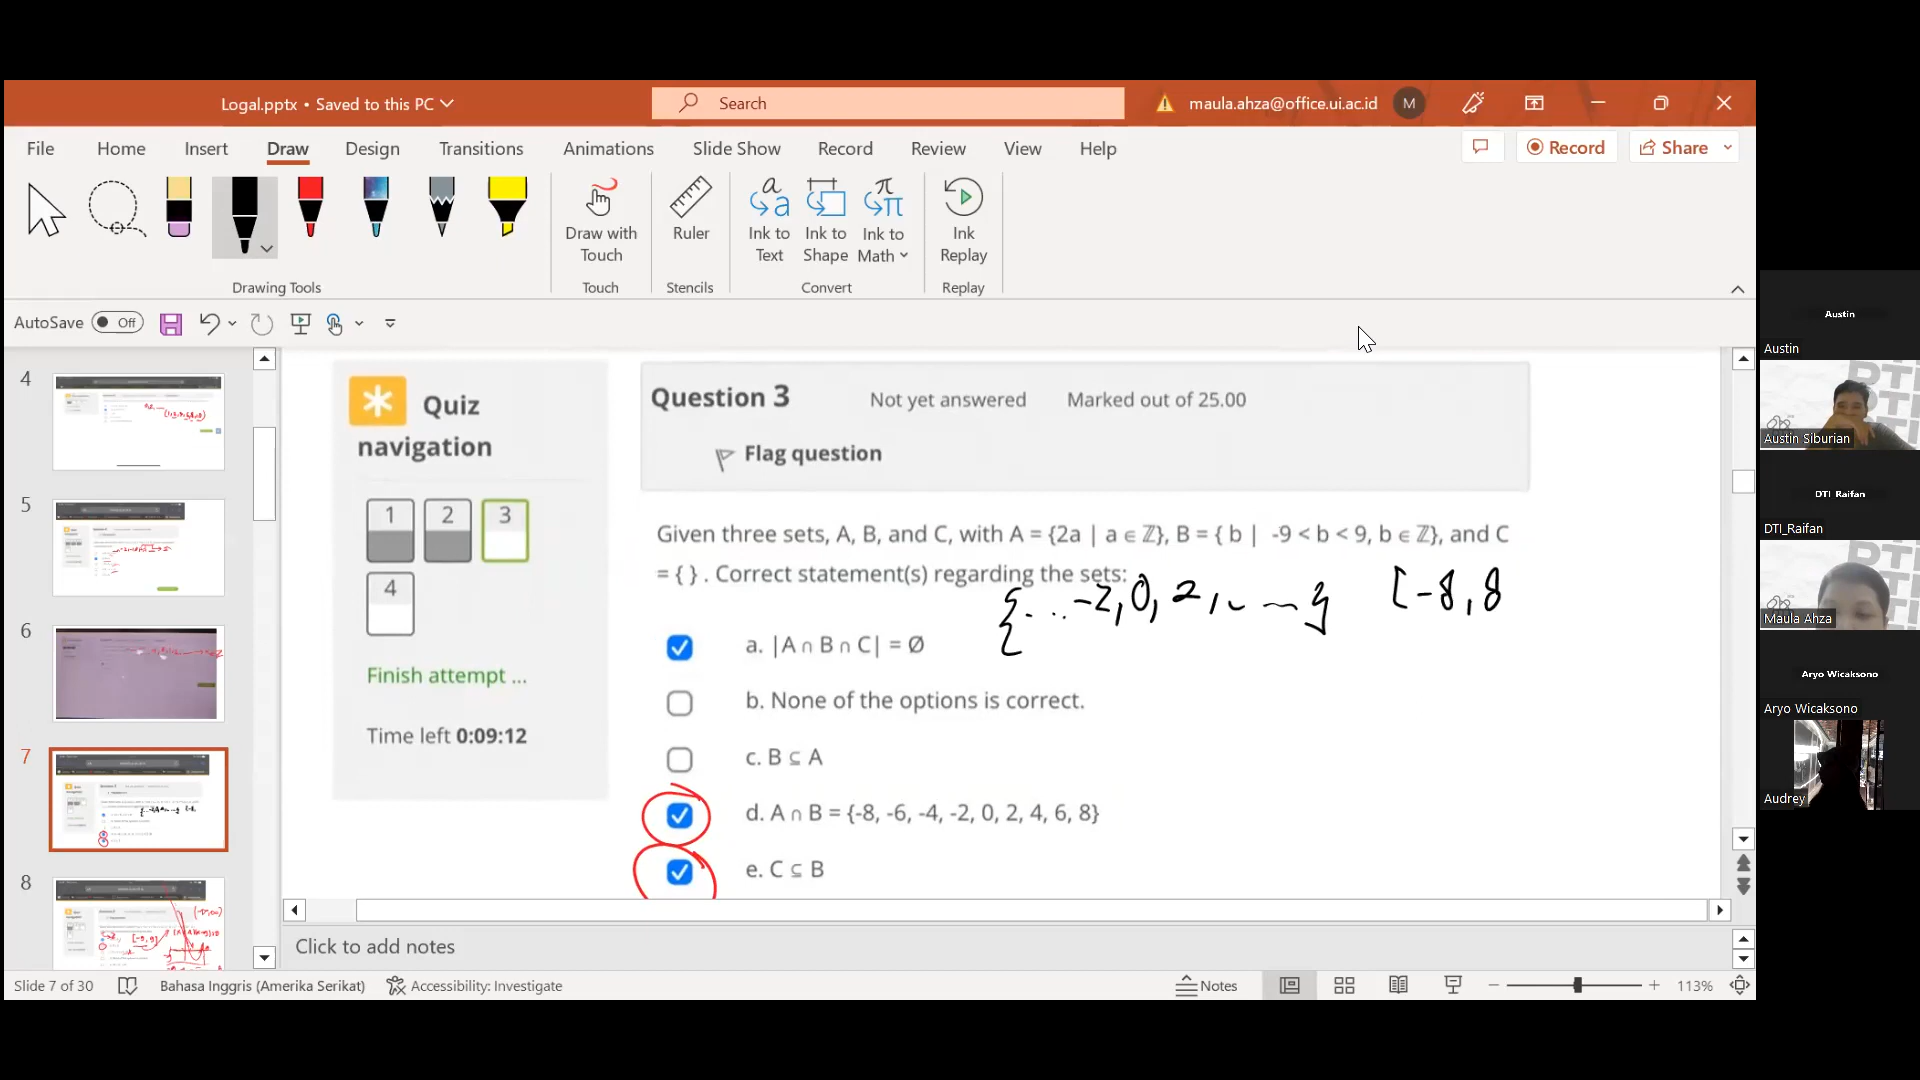 Logal.pptx • Saved to this PC
Search
maula.ahza@office.ui.ac.id
M
File Home Insert Draw Design Transitions Animations Slide Show Record Review View Help
Record
Share
Draw with Touch
Ruler
Ink to Text
Ink to Shape
Ink to Math
Ink Replay
Drawing Tools
Touch
Stencils
Convert
Replay
AutoSave Off
4
5
6
7
8
Quiz navigation
1 2 3
4
Finish attempt ...
Time left 0:09:12
Question 3 Not yet answered Marked out of 25.00
Flag question
Given three sets, A, B, and C, with A = {2a | a ∈ ℤ}, B = { b | -9 < b < 9, b ∈ ℤ}, and C
= { } . Correct statement(s) regarding the sets:
{... -2, 0, 2, ... } [-8, 8
a. |A ∩ B ∩ C| = Ø
b. None of the options is correct.
c. B ⊆ A
d. A ∩ B = {-8, -6, -4, -2, 0, 2, 4, 6, 8}
e. C ⊆ B
Click to add notes
Slide 7 of 30
Bahasa Inggris (Amerika Serikat)
Accessibility: Investigate
Notes
113%
Austin
Austin
Austin Siburian
DTI_Raifan
DTI_Raifan
Maula Ahza
Aryo Wicaksono
Aryo Wicaksono
Audrey